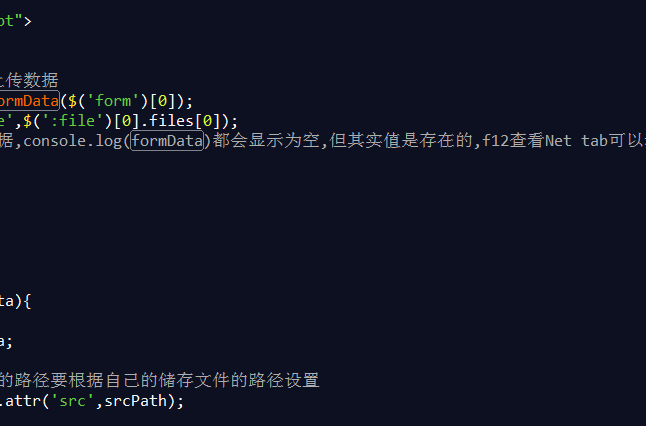 pt">
上传数据
ormData($('form')[0]);
e',$(':file')[0].files[0]);
据,console.log(formData)都会显示为空,但其实值是存在的,f12查看Net tab可以
ta){
a;
的路径要根据自己的储存文件的路径设置
.attr('src',srcPath);